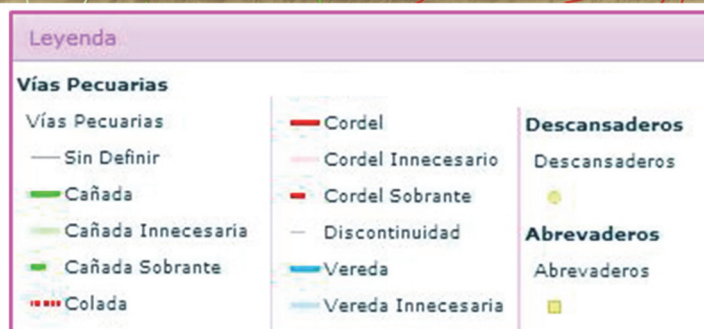 Leyenda
Vías Pecuarias
Vías Pecuarias
Sin Definir
Cañada
Cañada Innecesaria
Cañada Sobrante
Colada
Cordel
Cordel Innecesario
Cordel Sobrante
Discontinuidad
Vereda
Vereda Innecesaria
Descansaderos
Descansaderos
Abrevaderos
Abrevaderos